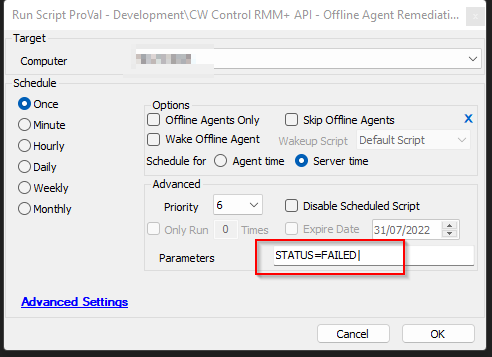 Run Script ProVal - Development\CW Control RMM+ API - Offline Agent Remediati...
Target
Computer
Schedule
Once
Minute
Hourly
Daily
Weekly
Monthly
Options
Offline Agents Only
Skip Offline Agents
X
Wake Offline Agent
Wakeup Script
Default Script
Schedule for
Agent time
Server time
Advanced
Priority
6
Disable Scheduled Script
Only Run
0
Times
Expire Date
31/07/2022
Parameters
STATUS=FAILED|
Advanced Settings
Cancel
OK